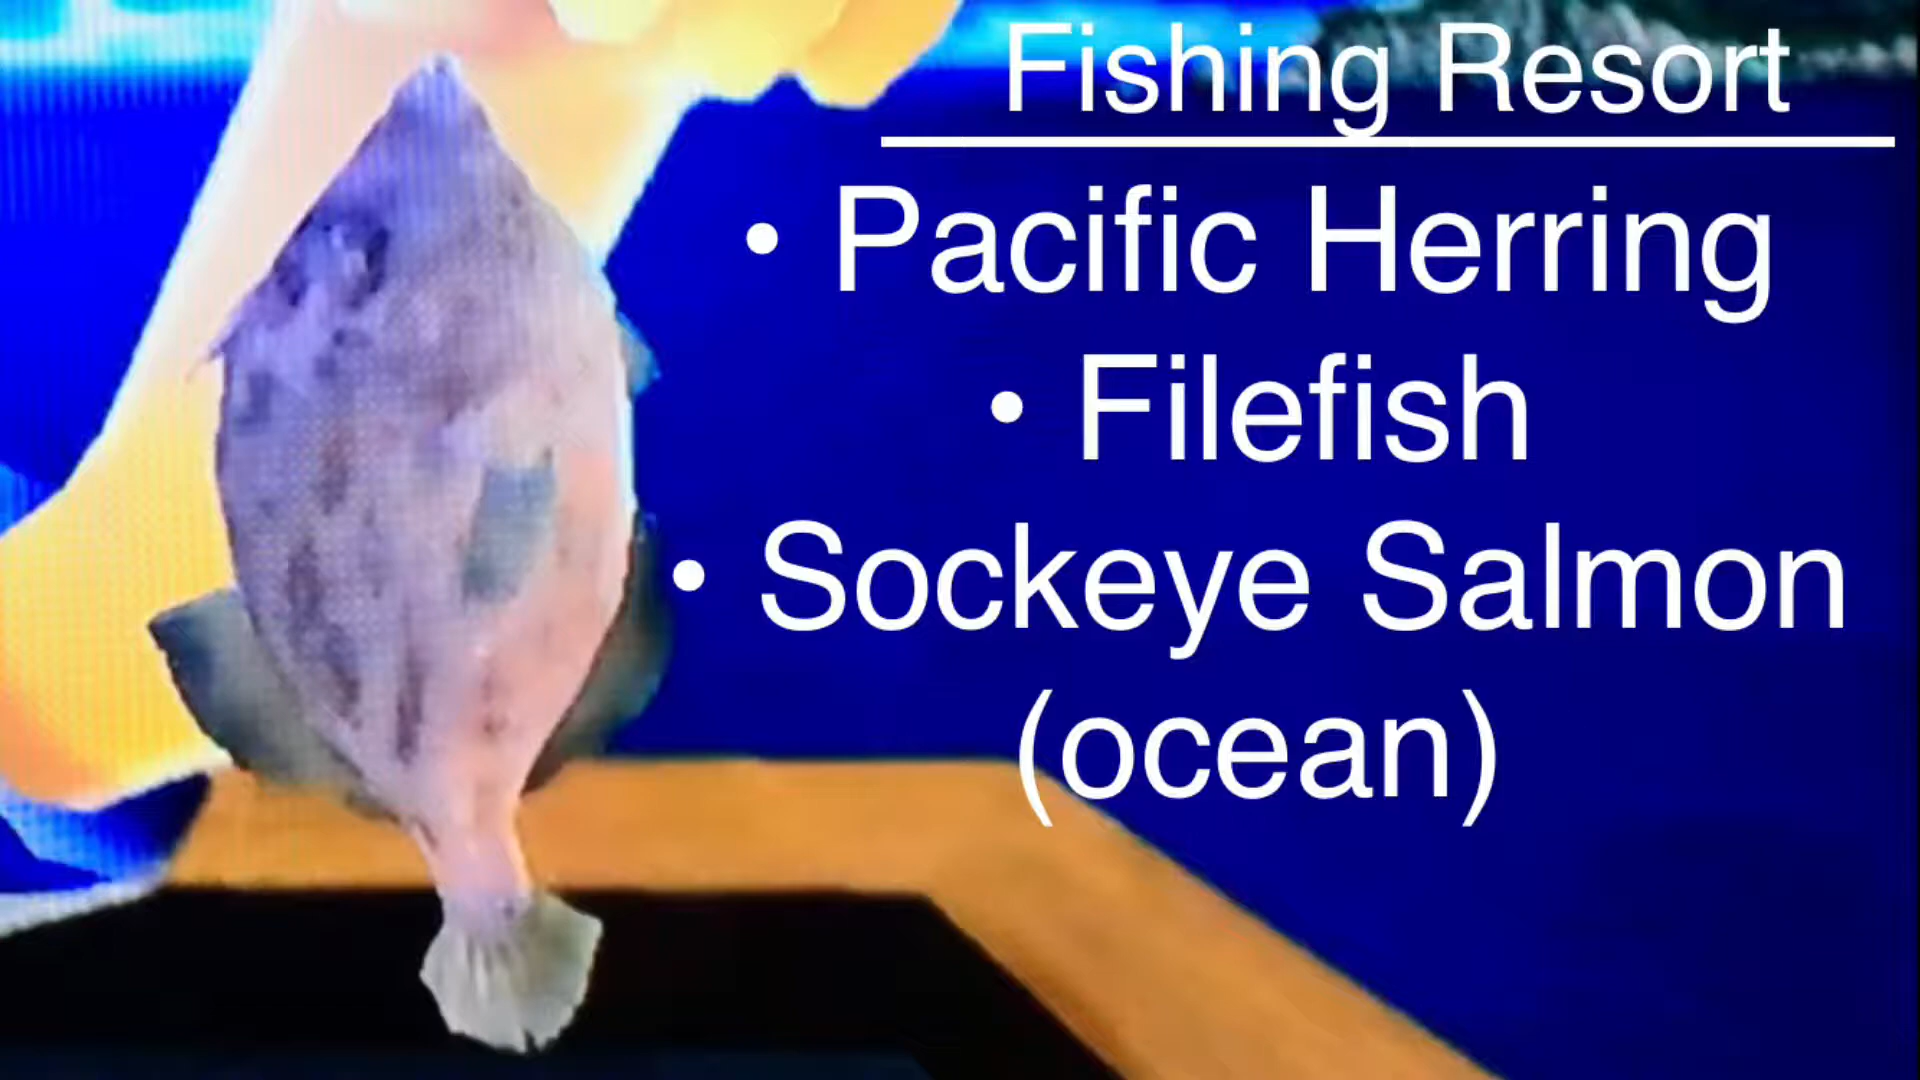 Fishing Resort
• Pacific Herring
• Filefish
• Sockeye Salmon
(ocean)